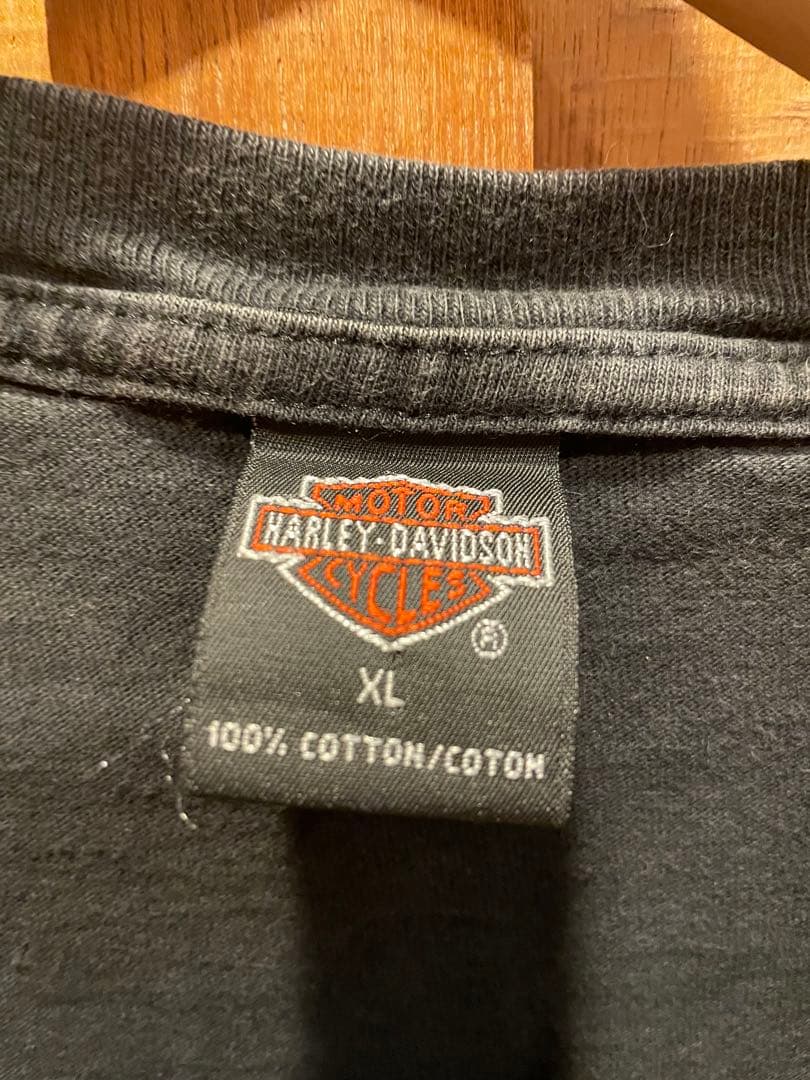 MOTOR
HARLEY-DAVIDSON
CYCLES
®
XL
100% COTTON/COTON